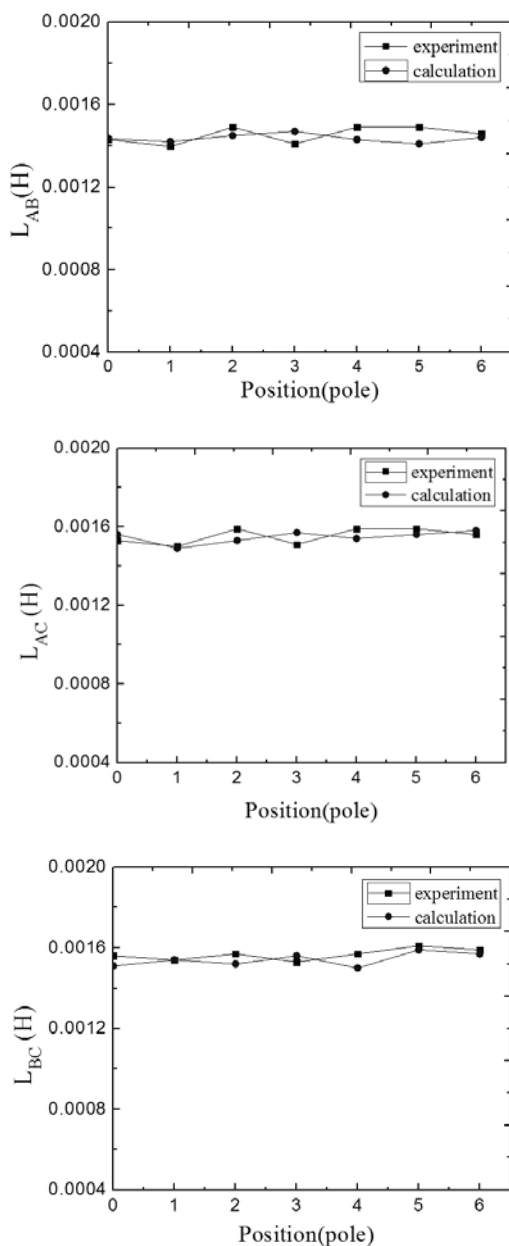 0.0020
experiment
calculation
0.0016
0.0012
L_AB(H)
0.0008
0.0004
0 1 2 3 4 5 6
Position(pole)
0.0020
experiment
calculation
0.0016
0.0012
L_AC(H)
0.0008
0.0004
0 1 2 3 4 5 6
Position(pole)
0.0020
experiment
calculation
0.0016
0.0012
L_BC(H)
0.0008
0.0004
0 1 2 3 4 5 6
Position(pole)